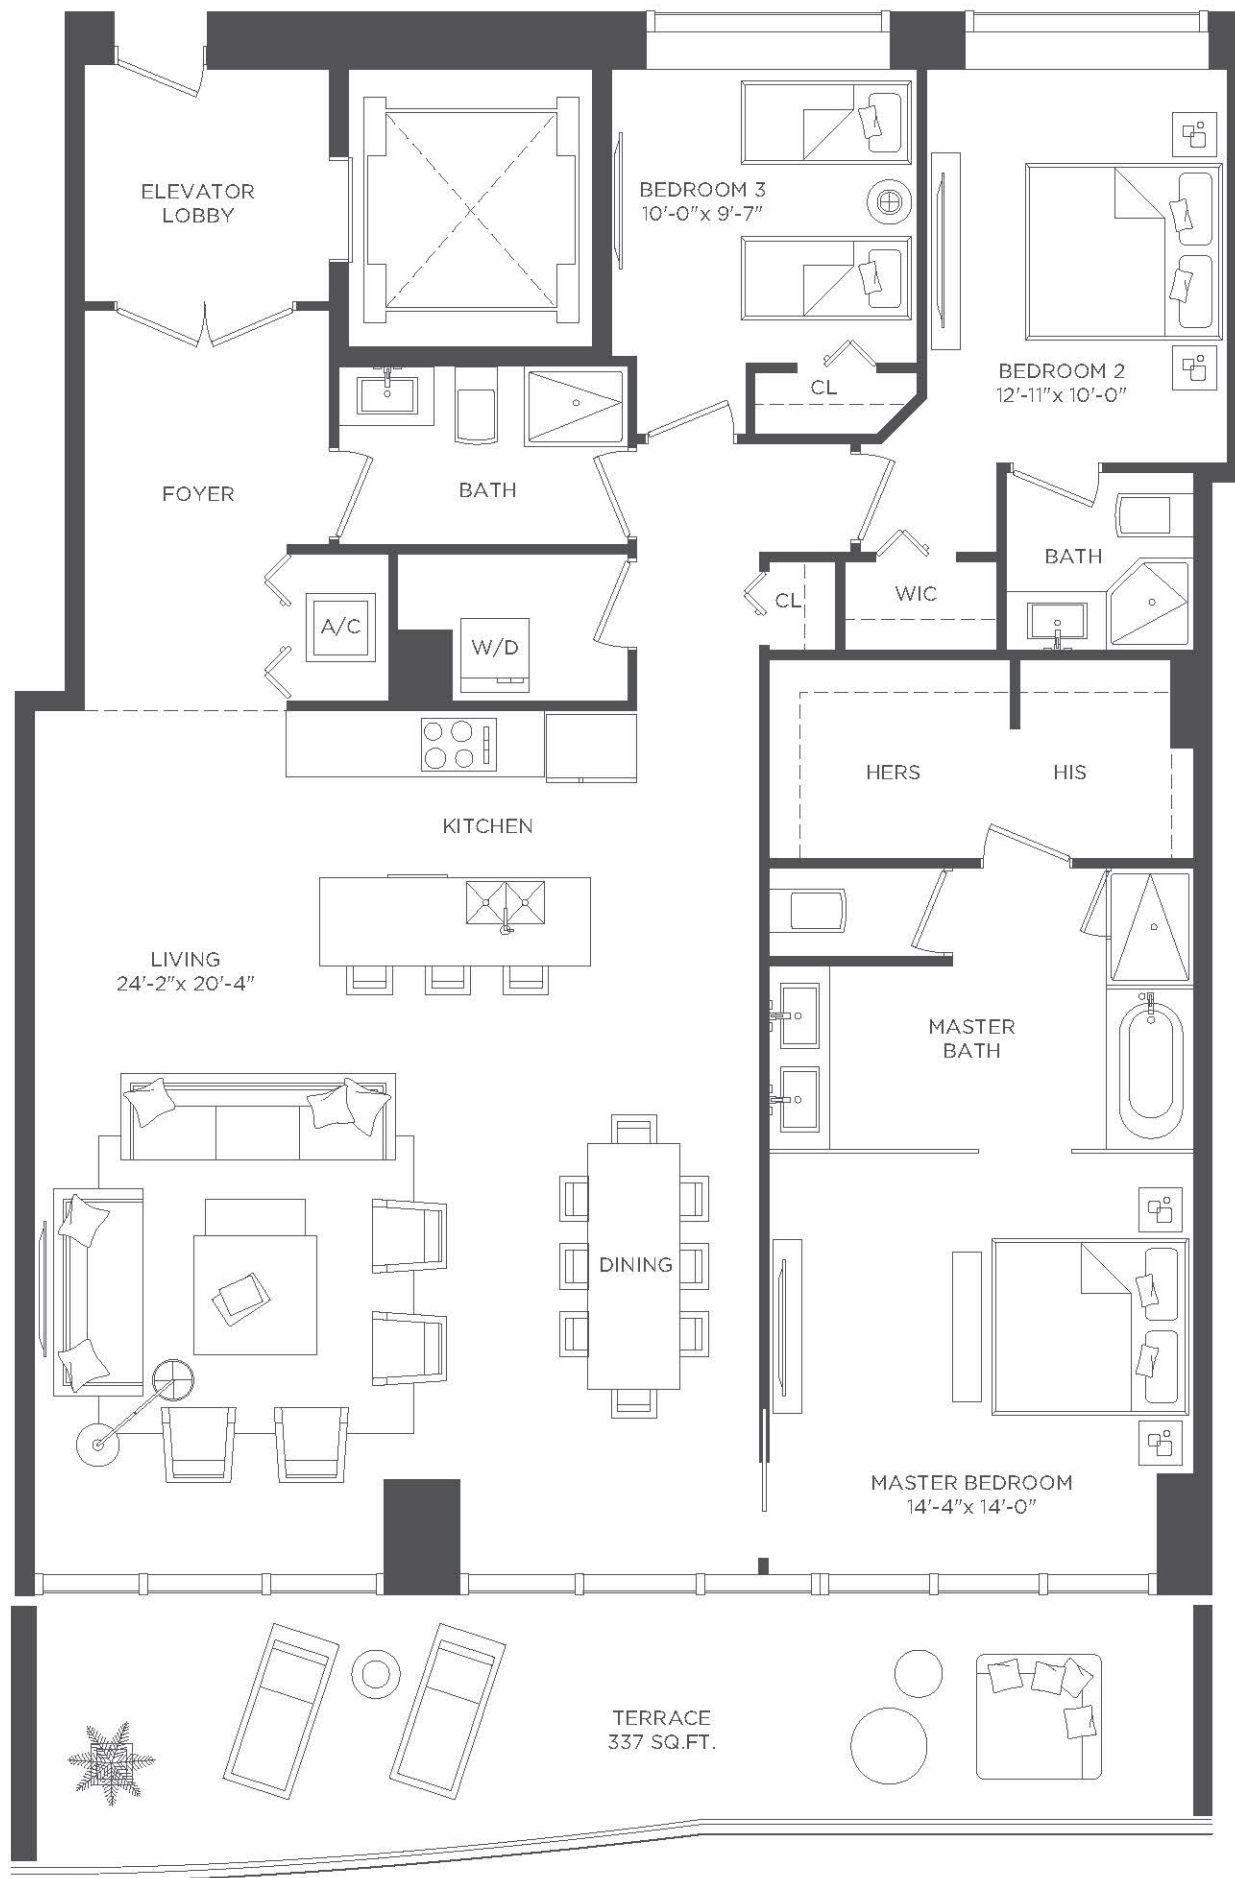 ELEVATOR
LOBBY
BEDROOM 3
10'-0"x 9'-7"
BEDROOM 2
12'-11"x 10'-0"
CL
FOYER
BATH
BATH
A/C
W/D
CL
WIC
HERS
HIS
KITCHEN
LIVING
24'-2"x 20'-4"
MASTER
BATH
DINING
MASTER BEDROOM
14'-4"x 14'-0"
TERRACE
337 SQ.FT.